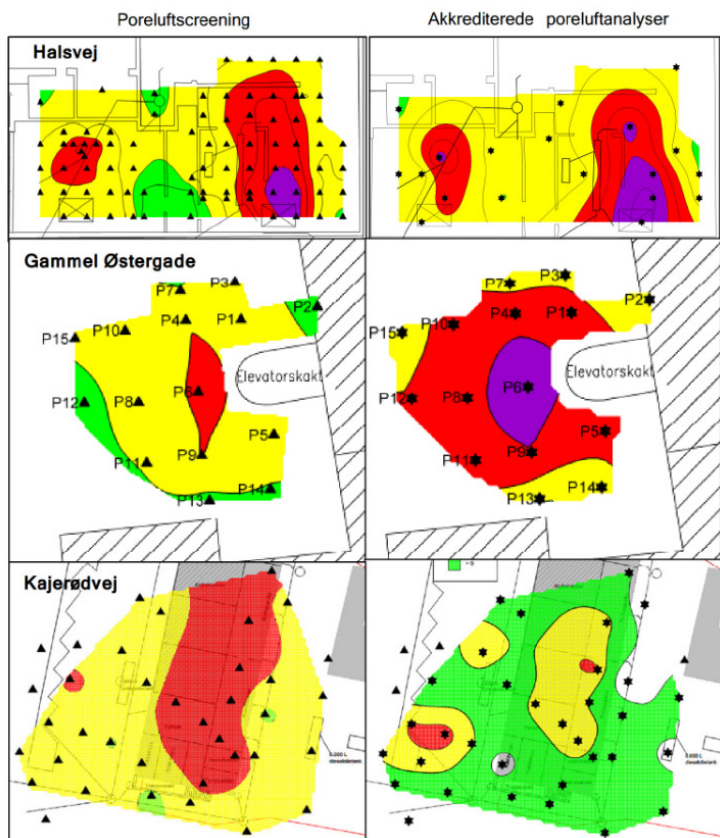 Poreluftscreening
Akkrediterede poreluftanalyser
Halsvej
Gammel Østergade
P3
P7
P2
P4
P1
P10
P15
Elevatorskakt
P6
P12
P8
P5
P9
P11
P14
P13
P3
P7
P2
P4
P1
P10
P15
Elevatorskakt
P6
P12
P8
P5
P9
P11
P14
P13
Kajerødvej